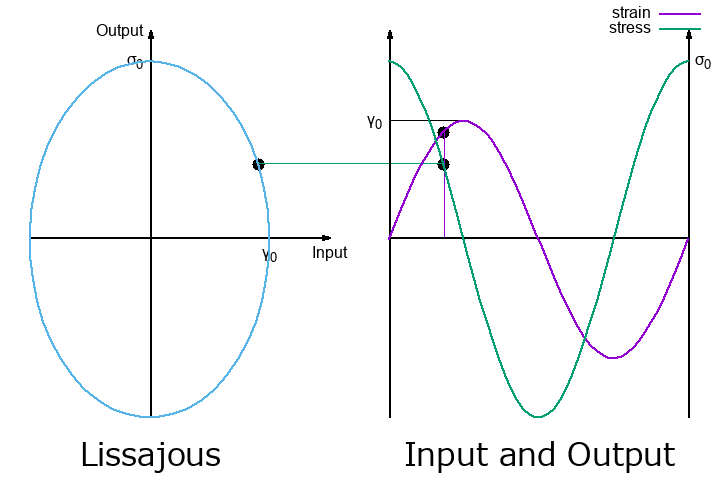 strain
stress
Output
σ0
σ0
γ0
γ0
Input
Lissajous
Input and Output